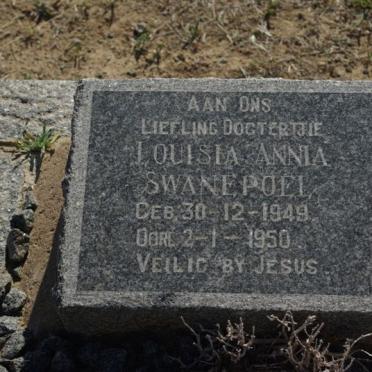 AAN ONS
LIEFLING DOGTERTJIE
LOUISIA ANNIA
SWANEPOEL
GEB. 30-12-1949.
OORL 2-1-1950
VEILIG BY JESUS